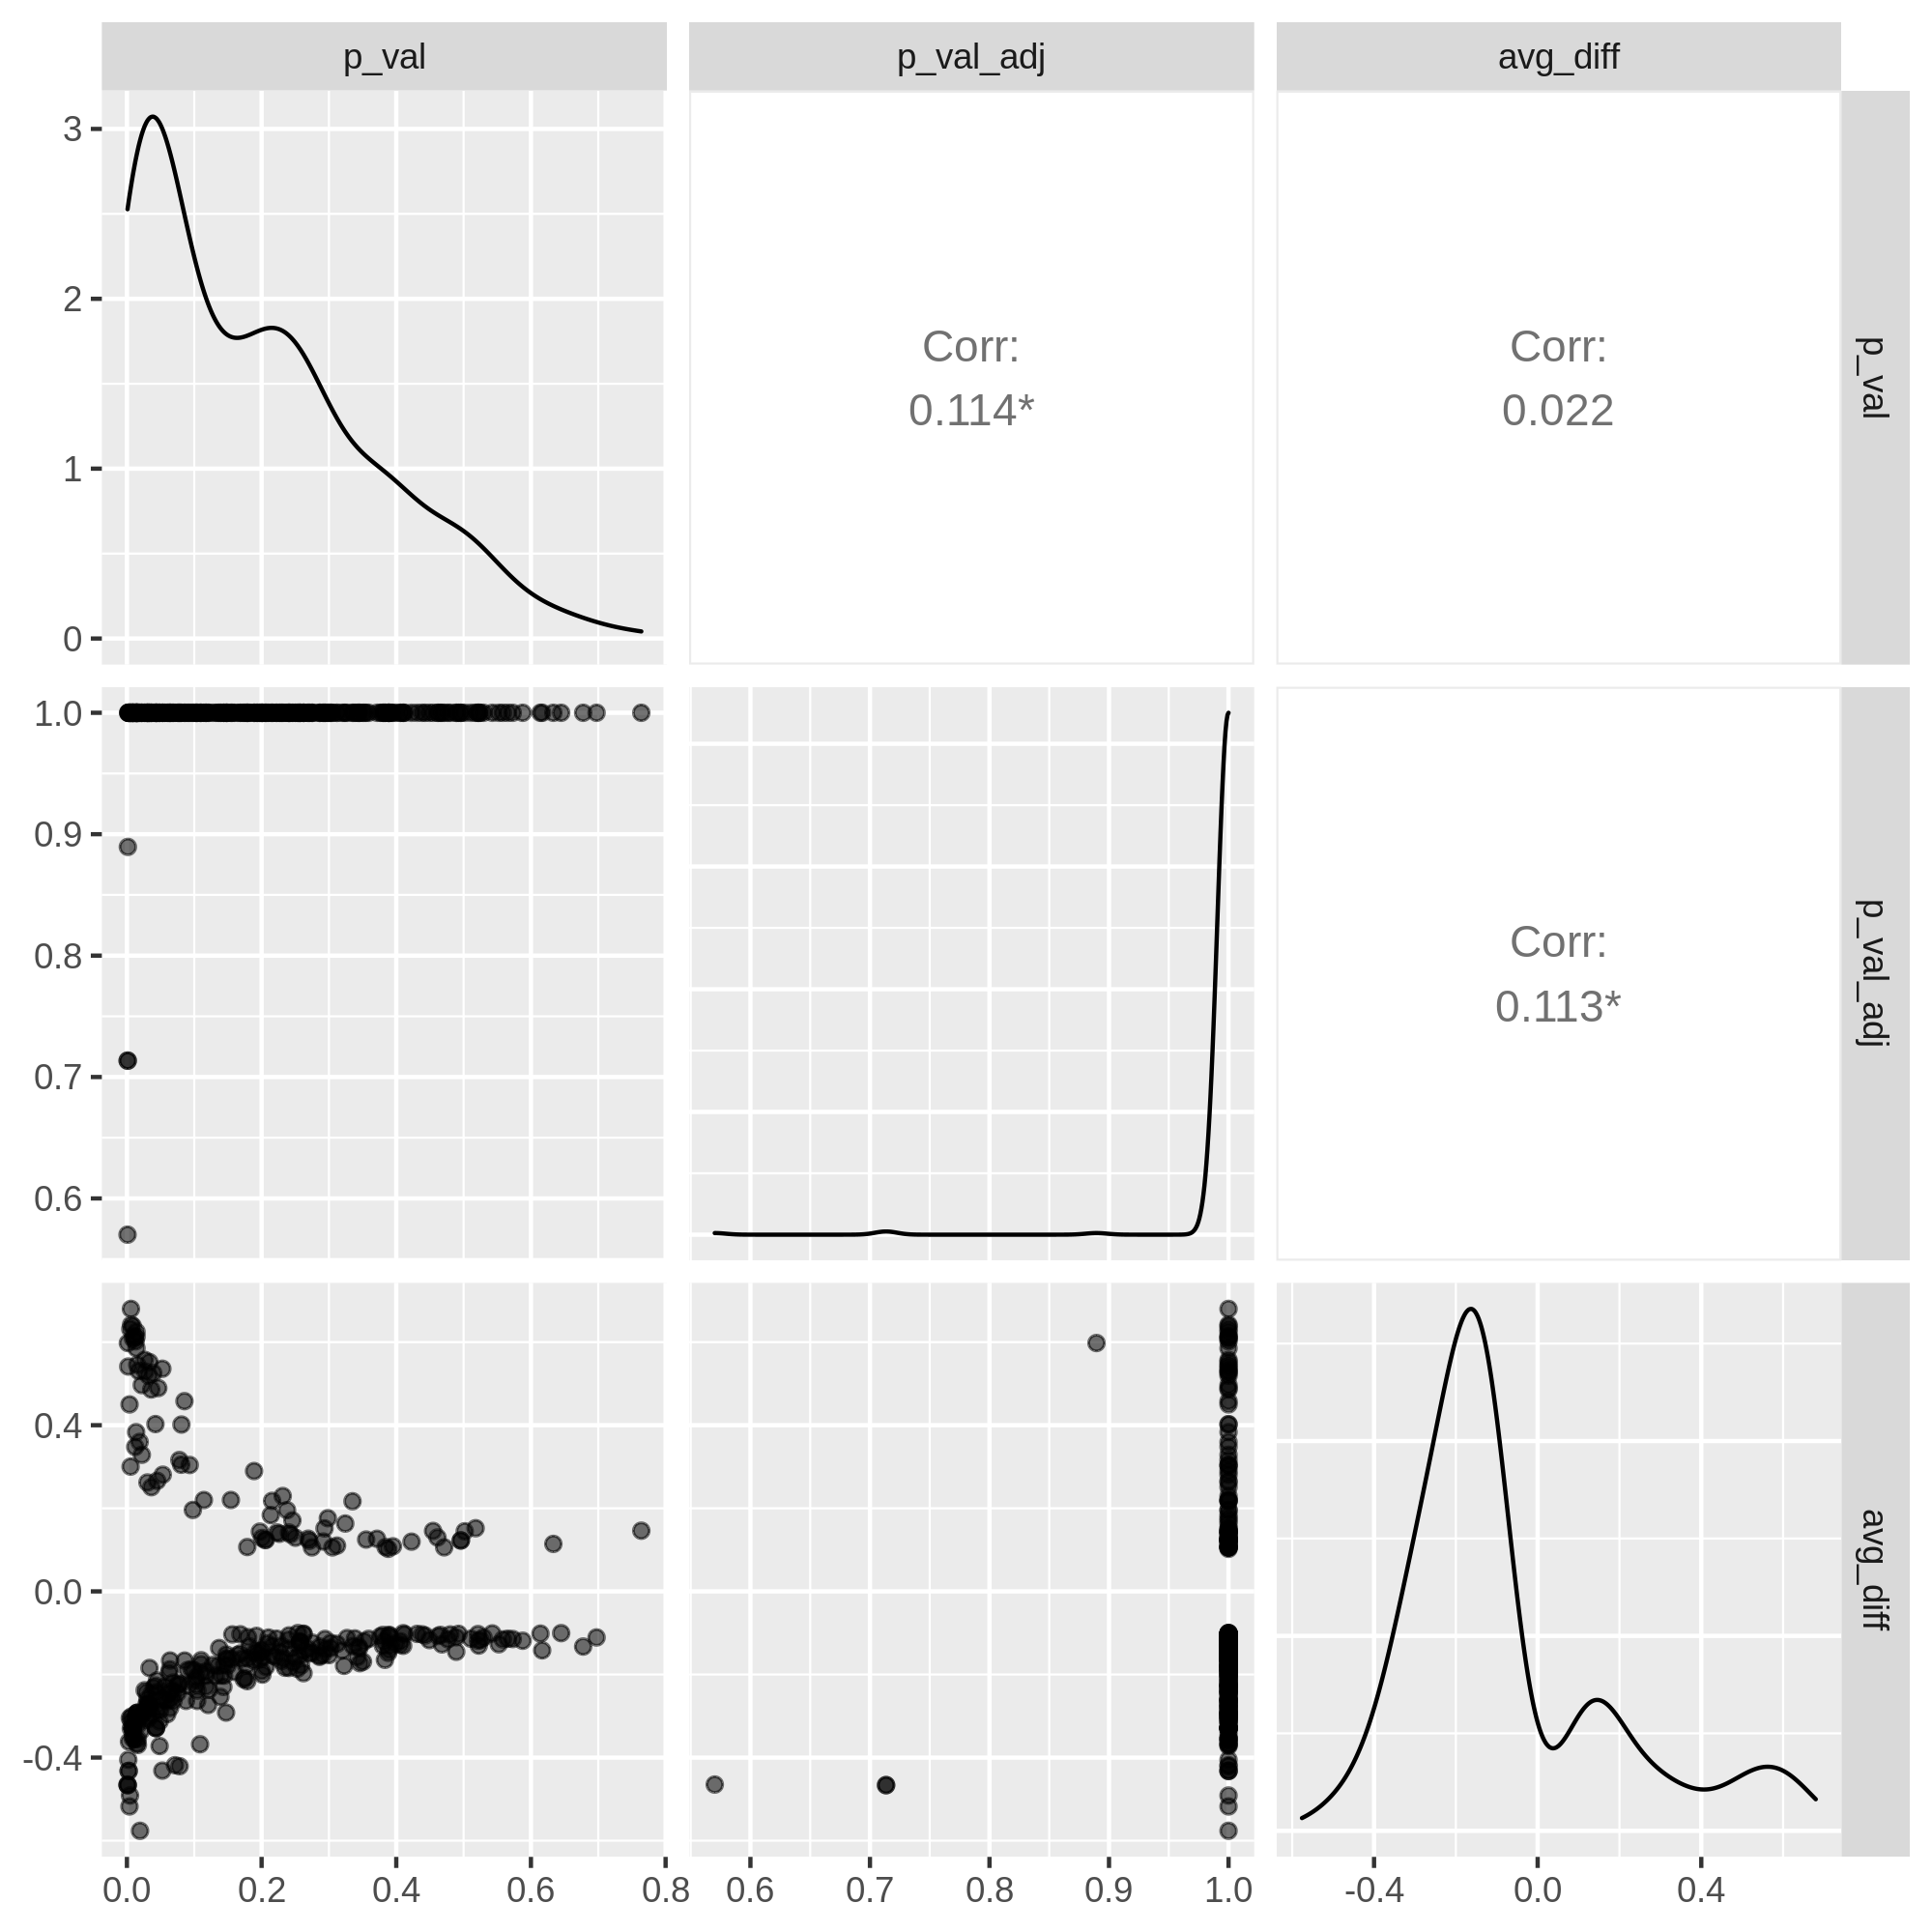 p_val
p_val_adj
avg_diff
3
2
1
0
Corr:
0.114*
Corr:
0.022
p_val
1.0
0.9
0.8
0.7
0.6
Corr:
0.113*
p_val_adj
0.4
0.0
-0.4
avg_diff
0.0 0.2 0.4 0.6 0.8
0.6 0.7 0.8 0.9 1.0
-0.4 0.0 0.4